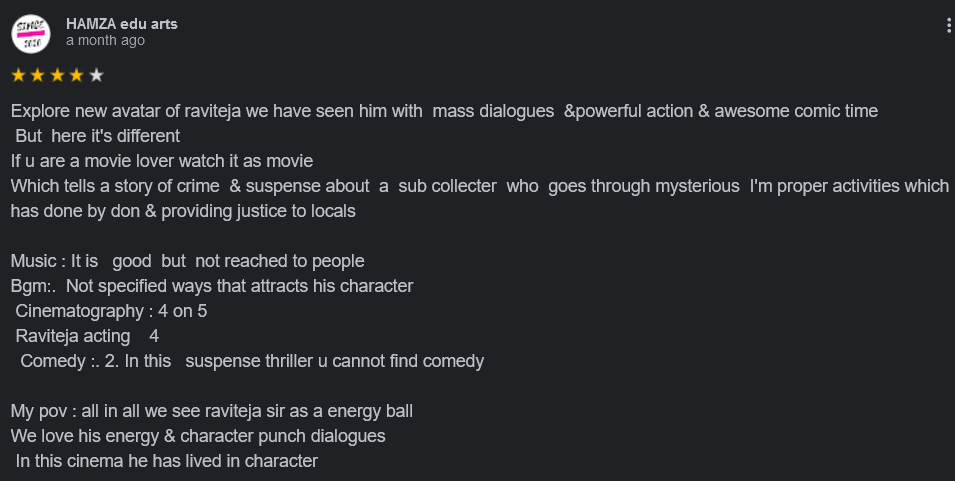 SINCE
2020
HAMZA edu arts
a month ago
Explore new avatar of raviteja we have seen him with  mass dialogues  &powerful action & awesome comic time
But  here it's different
If u are a movie lover watch it as movie
Which tells a story of crime  & suspense about  a  sub collecter  who  goes through mysterious  I'm proper activities which
has done by don & providing justice to locals
Music : It is   good  but  not reached to people
Bgm:.  Not specified ways that attracts his character
Cinematography : 4 on 5
Raviteja acting    4
Comedy :. 2. In this   suspense thriller u cannot find comedy
My pov : all in all we see raviteja sir as a energy ball
We love his energy & character punch dialogues
In this cinema he has lived in character